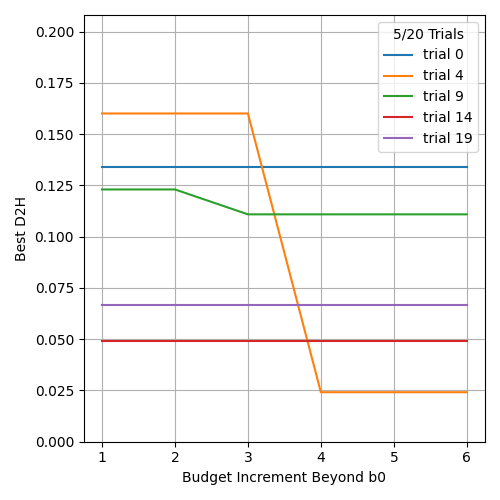 5/20 Trials
trial 0
trial 4
trial 9
trial 14
trial 19
0.200
0.175
0.150
0.125
0.100
0.075
0.050
0.025
0.000
Best D2H
1 2 3 4 5 6
Budget Increment Beyond b0